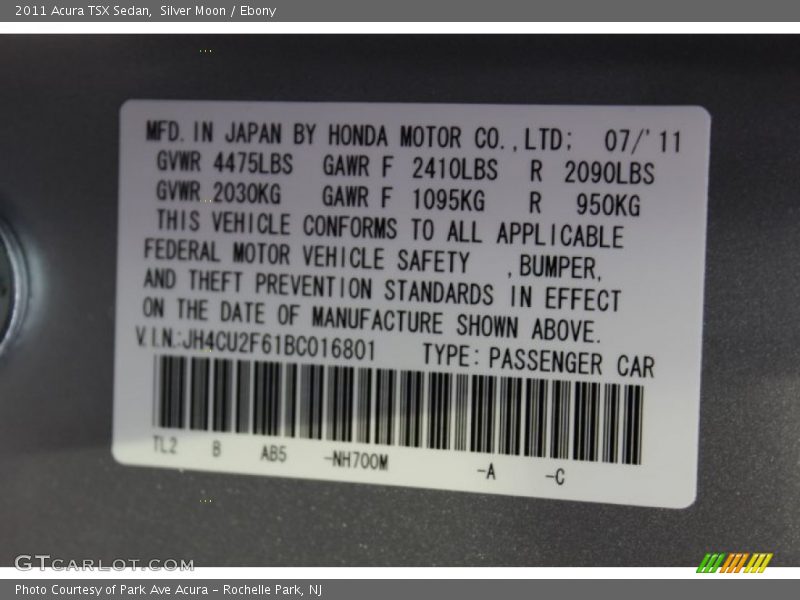 2011 Acura TSX Sedan,  Silver Moon / Ebony
MFD. IN JAPAN BY HONDA MOTOR CO.,LTD; 07/'11
GVWR 4475LBS GAWR F 2410LBS R 2090LBS
GVWR 2030KG GAWR F 1095KG R 950KG
THIS VEHICLE CONFORMS TO ALL APPLICABLE
FEDERAL MOTOR VEHICLE SAFETY ,BUMPER,
AND THEFT PREVENTION STANDARDS IN EFFECT
ON THE DATE OF MANUFACTURE SHOWN ABOVE.
V.I.N.:JH4CU2F61BC016801 TYPE: PASSENGER CAR
TL2 B AB5 -NH700M -A -C
GTCARLOT.COM
Photo Courtesy of Park Ave Acura - Rochelle Park, NJ